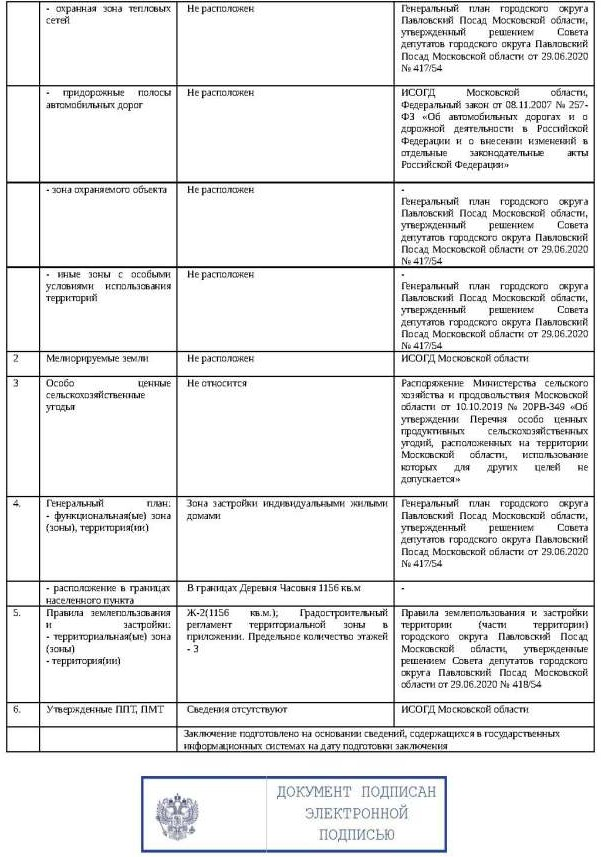 - охранная зона тепловых
сетей
Не расположен
Генеральный план городского округа
Павловский Посад Московской области,
утвержденный решением Совета
депутатов городского округа Павловский
Посад Московской области от 29.06.2020
№ 417/54
- придорожные полосы
автомобильных дорог
Не расположен
ИСОГД Московской области,
Федеральный закон от 08.11.2007 № 257-
ФЗ «Об автомобильных дорогах и о
дорожной деятельности в Российской
Федерации и о внесении изменений в
отдельные законодательные акты
Российской Федерации»
- зона охраняемого объекта
Не расположен
-
Генеральный план городского округа
Павловский Посад Московской области,
утвержденный решением Совета
депутатов городского округа Павловский
Посад Московской области от 29.06.2020
№ 417/54
- иные зоны с особыми
условиями использования
территорий
Не расположен
-
Генеральный план городского округа
Павловский Посад Московской области,
утвержденный решением Совета
депутатов городского округа Павловский
Посад Московской области от 29.06.2020
№ 417/54
2
Мелиорируемые земли
Не расположен
ИСОГД Московской области
3
Особо ценные
сельскохозяйственные
угодья
Не относится
Распоряжение Министерства сельского
хозяйства и продовольствия Московской
области от 10.10.2019 № 20РВ-349 «Об
утверждении Перечня особо ценных
продуктивных сельскохозяйственных
угодий, расположенных на территории
Московской области, использование
которых для других целей не
допускается»
4.
Генеральный план:
- функциональная(ые) зона
(зоны), территория(ии)
Зона застройки индивидуальными жилыми
домами
Генеральный план городского округа
Павловский Посад Московской области,
утвержденный решением Совета
депутатов городского округа Павловский
Посад Московской области от 29.06.2020
№ 417/54
- расположение в границах
населенного пункта
В границах Деревня Часовня 1156 кв.м
-
5.
Правила землепользования
и застройки:
- территориальная(ые) зона
(зоны)
- территория(ии)
Ж-2(1156 кв.м.); Градостроительный
регламент территориальной зоны в
приложении. Предельное количество этажей
- 3
Правила землепользования и застройки
территории (части территории)
городского округа Павловский Посад
Московской области, утвержденные
решением Совета депутатов городского
округа Павловский Посад Московской
области от 29.06.2020 № 418/54
6.
Утвержденные ППТ, ПМТ
Сведения отсутствуют
ИСОГД Московской области
Заключение подготовлено на основании сведений, содержащихся в государственных
информационных системах на дату подготовки заключения
ДОКУМЕНТ ПОДПИСАН
ЭЛЕКТРОННОЙ
ПОДПИСЬЮ